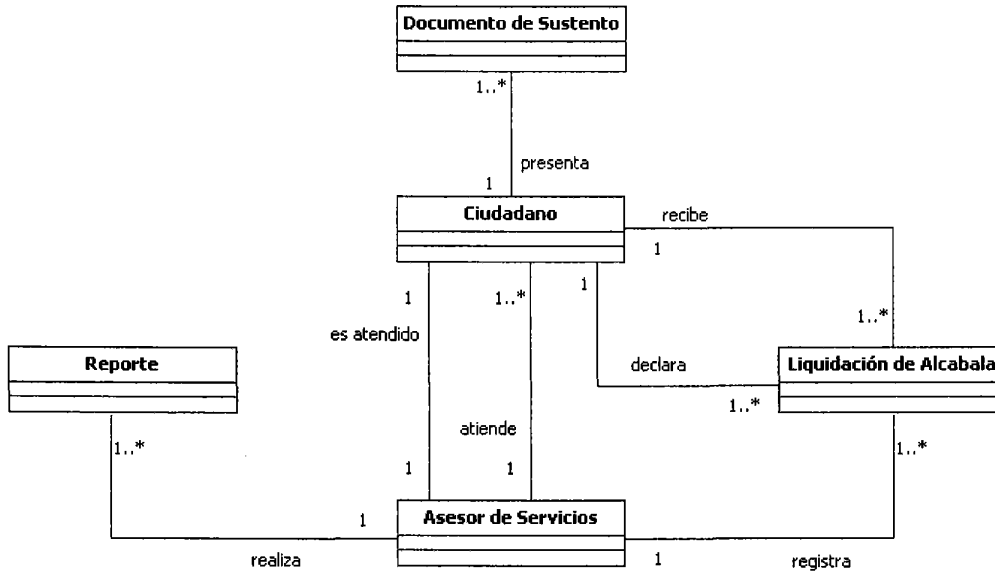 Documento de Sustento
1..*
presenta
1
Ciudadano
recibe
1
1
1..*
1
es atendido
1..*
Reporte
Liquidación de Alcabala
declara
1..*
1..*
atiende
1..*
1
1
1
Asesor de Servicios
realiza
1
registra